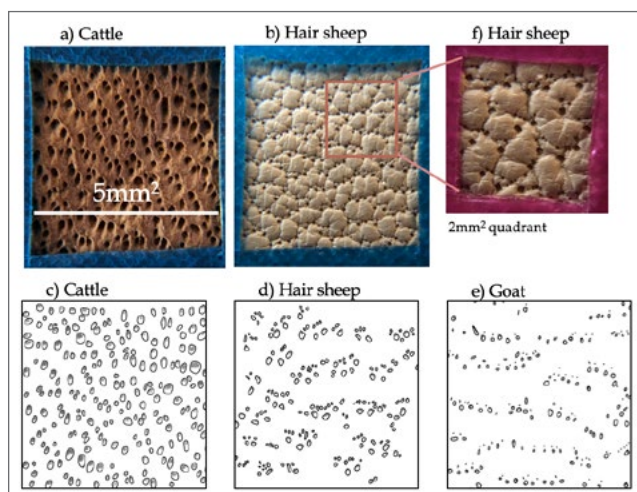 a) Cattle
b) Hair sheep
f) Hair sheep
5mm²
2mm² quadrant
c) Cattle
d) Hair sheep
e) Goat